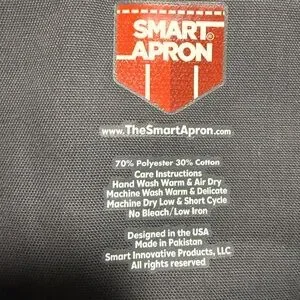 SMART®
APRON
www.TheSmartApron.com
70% Polyester 30% Cotton
Care Instructions
Hand Wash Warm & Air Dry
Machine Wash Warm & Delicate
Machine Dry Low & Short Cycle
No Bleach/Low Iron
Designed in the USA
Made in Pakistan
Smart Innovative Products, LLC
All rights reserved